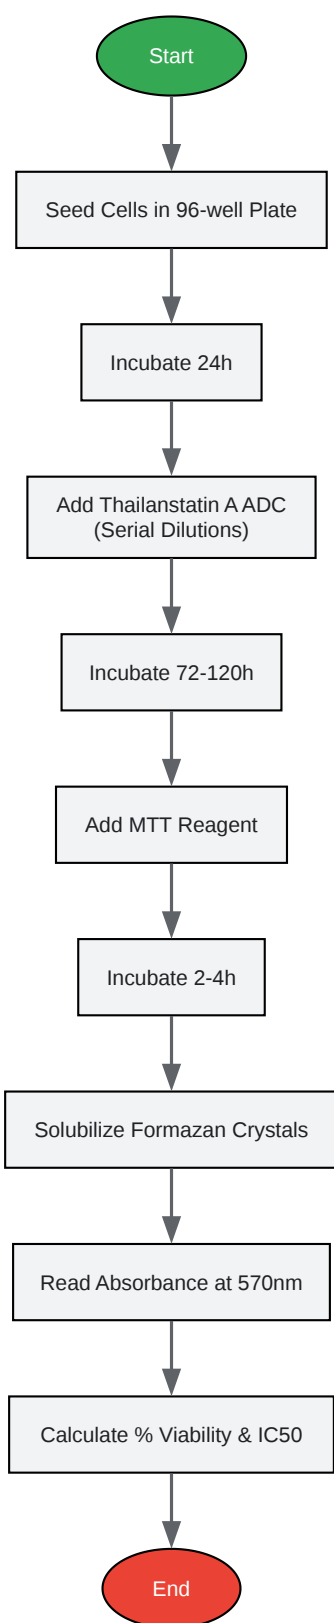 Start
Seed Cells in 96-well Plate
Incubate 24h
Add Thailanstatin A ADC
(Serial Dilutions)
Incubate 72-120h
Add MTT Reagent
Incubate 2-4h
Solubilize Formazan Crystals
Read Absorbance at 570nm
Calculate % Viability & IC50
End